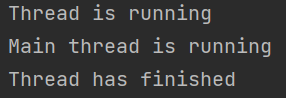 Thread is running
Main thread is running
Thread has finished